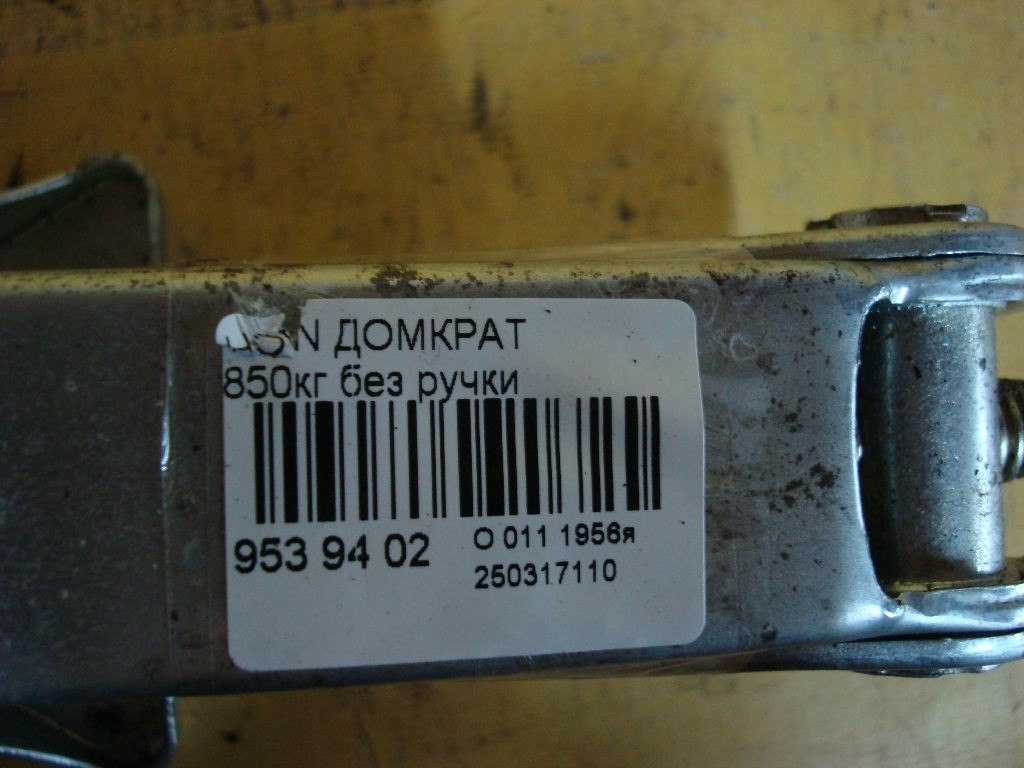 ДОМКРАТ
850кг без ручки
953 94 02
О 011 1956я
250317110